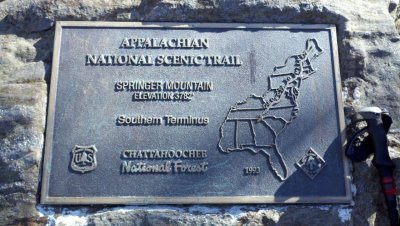 APPALACHIAN
NATIONAL SCENIC TRAIL
SPRINGER MOUNTAIN
ELEVATION 3782
Southern Terminus
CHATTAHOOCHEE
National Forest
1993